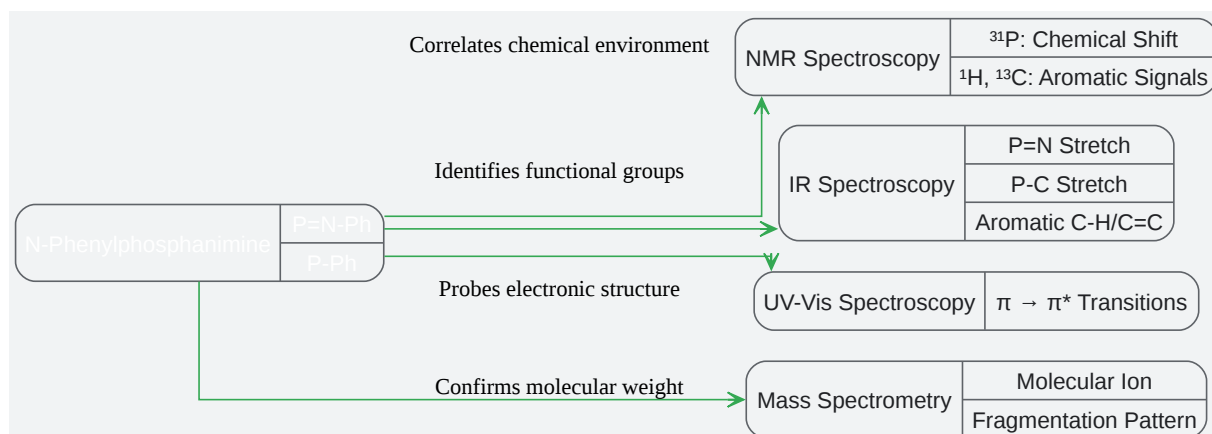 Correlates chemical environment
NMR Spectroscopy
³¹P: Chemical Shift
¹H, ¹³C: Aromatic Signals
Identifies functional groups
IR Spectroscopy
P=N Stretch
P-C Stretch
Aromatic C-H/C=C
N-Phenylphosphanimine
P=N-Ph
P-Ph
Probes electronic structure
UV-Vis Spectroscopy
π → π* Transitions
Confirms molecular weight
Mass Spectrometry
Molecular Ion
Fragmentation Pattern